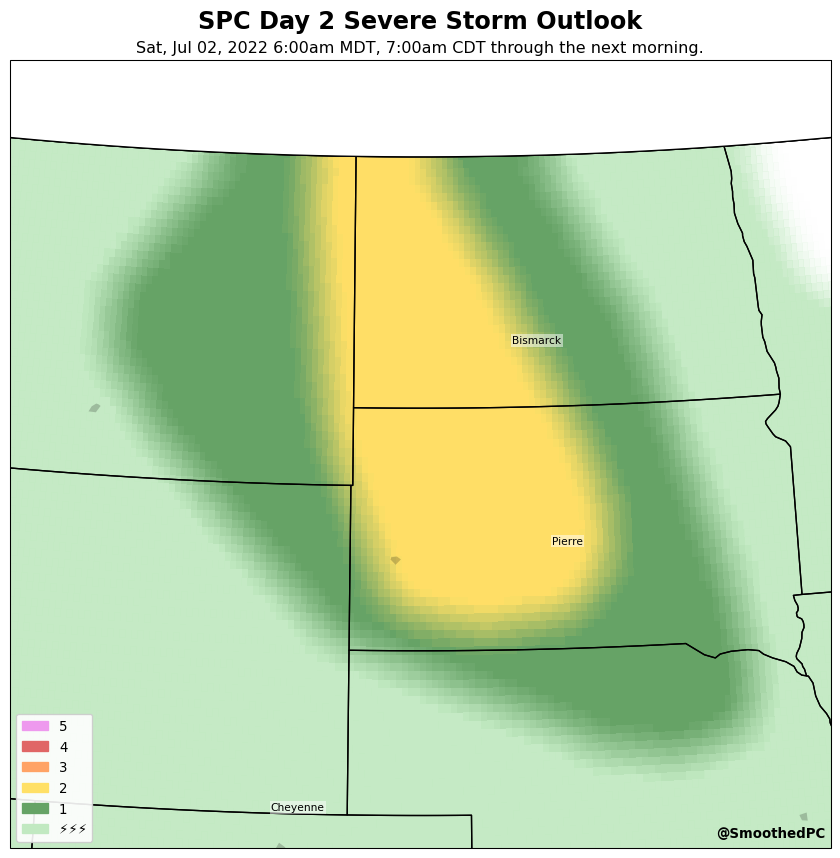 SPC Day 2 Severe Storm Outlook
Sat, Jul 02, 2022 6:00am MDT, 7:00am CDT through the next morning.
Bismarck
Pierre
5
4
3
2
1
⚡⚡⚡
Cheyenne
@SmoothedPC